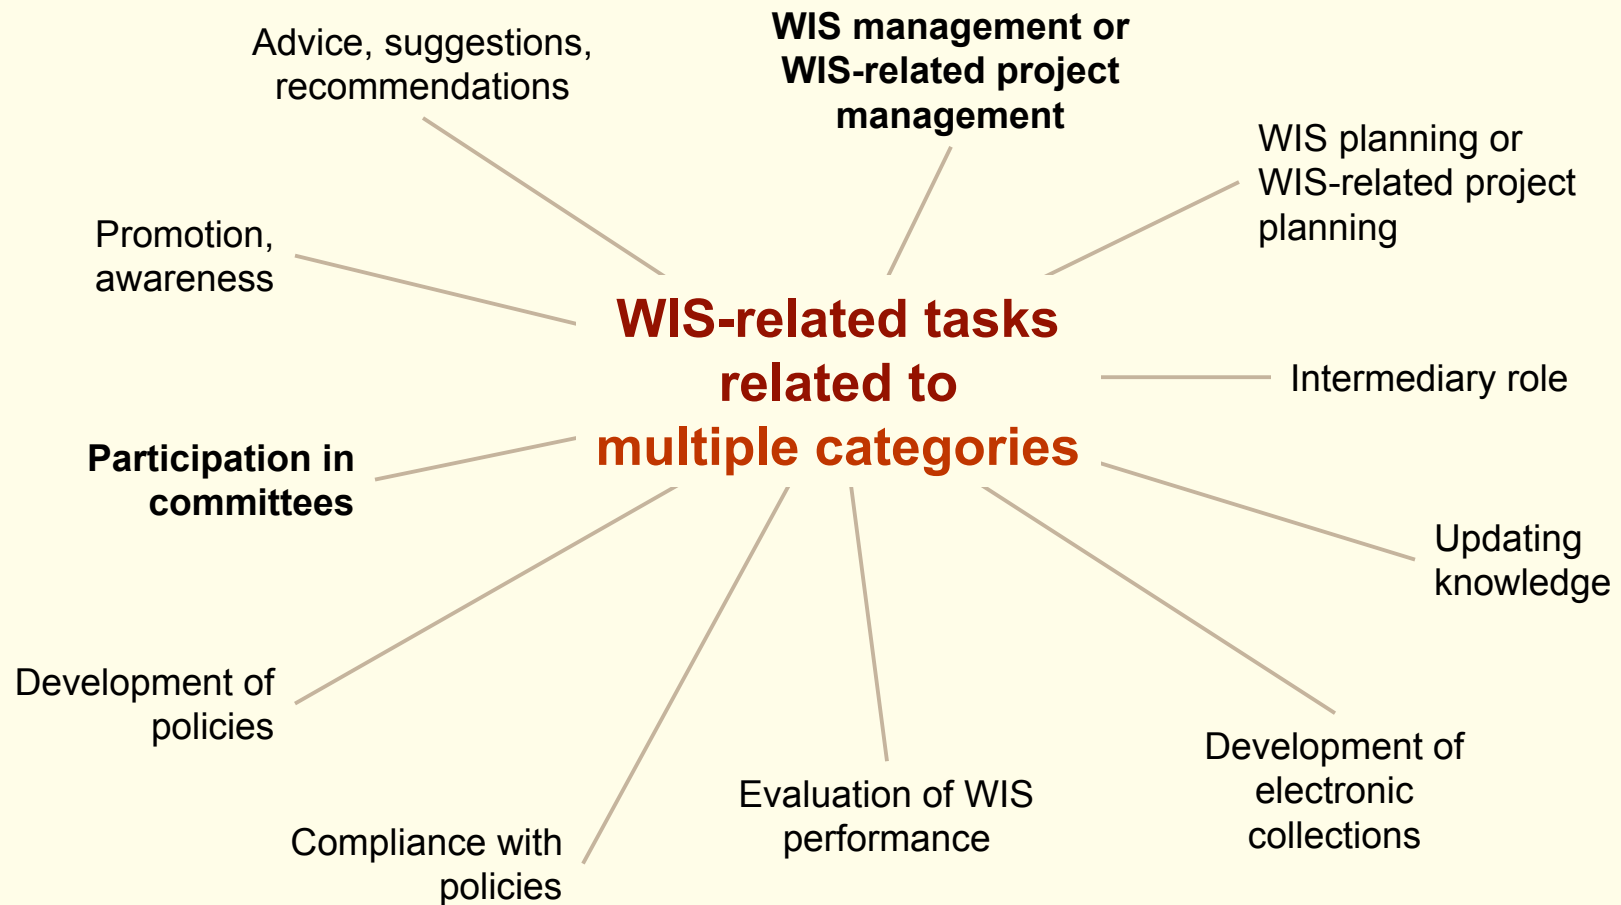 Advice, suggestions,
recommendations
WIS management or
WIS-related project
management
WIS planning or
WIS-related project
planning
Promotion,
awareness
WIS-related tasks
related to
multiple categories
Intermediary role
Participation in
committees
Updating
knowledge
Development of
policies
Development of
electronic
collections
Evaluation of WIS
performance
Compliance with
policies